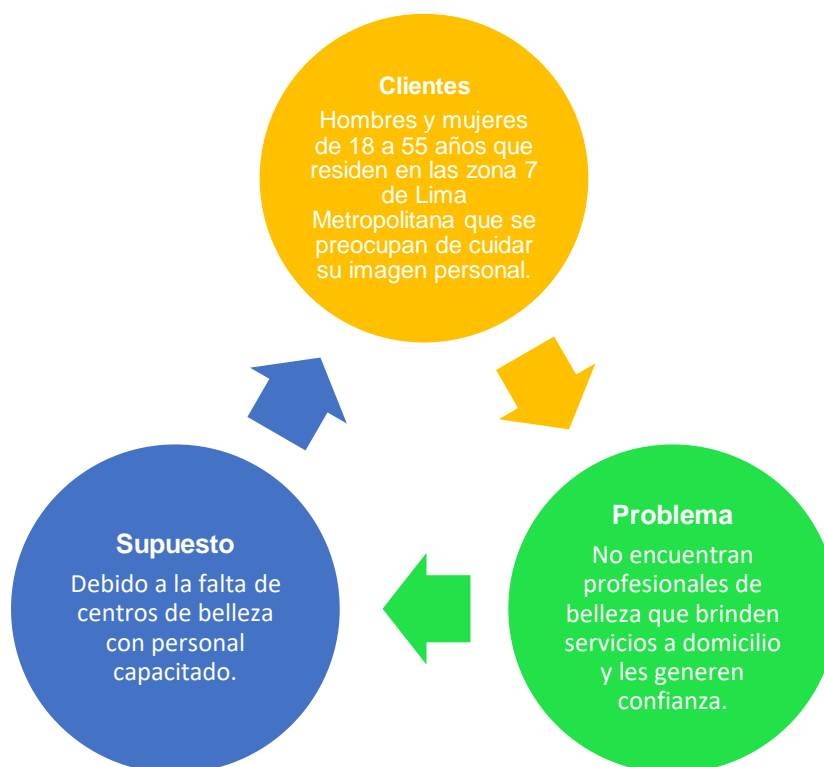 Clientes
Hombres y mujeres
de 18 a 55 años que
residen en las zona 7
de Lima
Metropolitana que se
preocupan de cuidar
su imagen personal.
Problema
No encuentran
profesionales de
belleza que brinden
servicios a domicilio
y les generen
confianza.
Supuesto
Debido a la falta de
centros de belleza
con personal
capacitado.